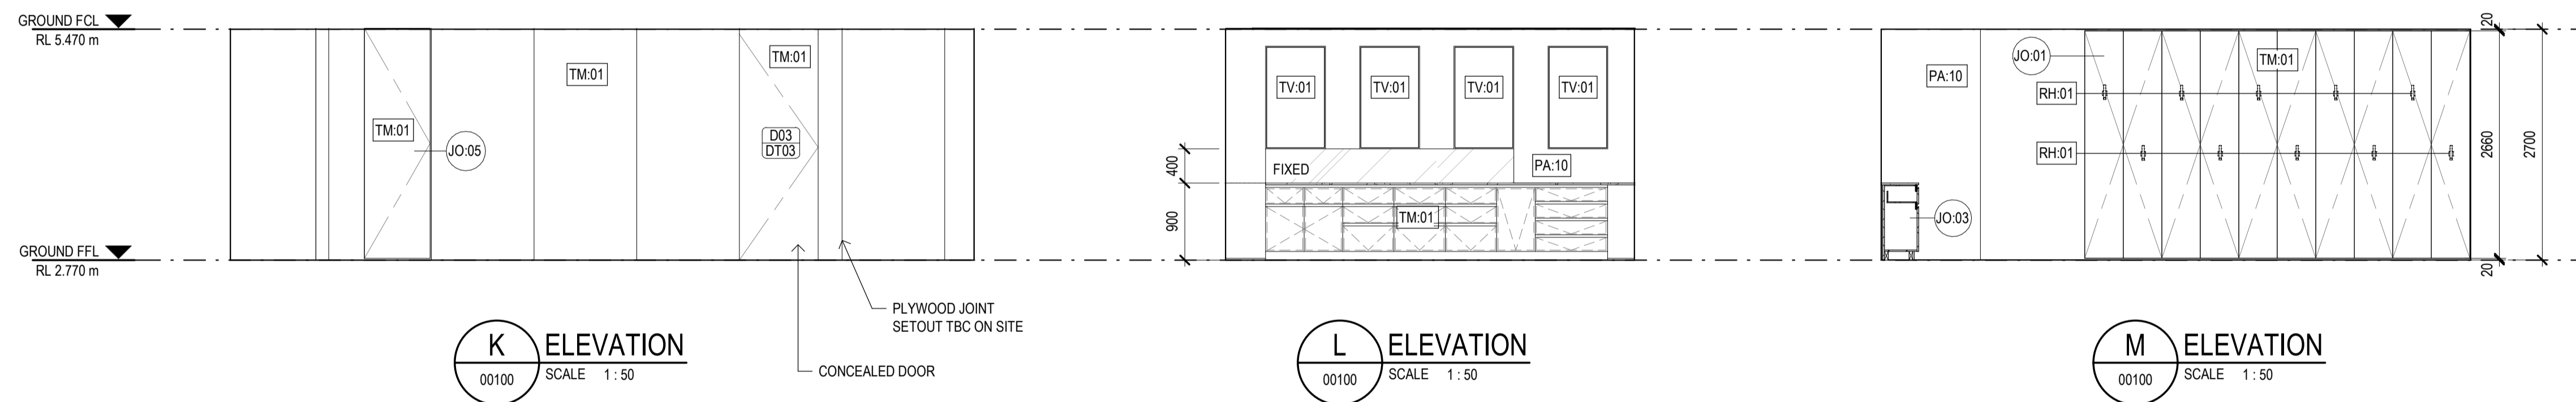 GROUND FCL
RL 5.470 m
GROUND FFL
RL 2.770 m
TM:01
JO:05
TM:01
TM:01
D03
DT03
PLYWOOD JOINT
SETOUT TBC ON SITE
CONCEALED DOOR
K
00100
ELEVATION
SCALE 1 : 50
TV:01
TV:01
TV:01
TV:01
400
900
FIXED
PA:10
TM:01
L
00100
ELEVATION
SCALE 1 : 50
PA:10
JO:01
TM:01
RH:01
RH:01
JO:03
20
2660
2700
20
M
00100
ELEVATION
SCALE 1 : 50